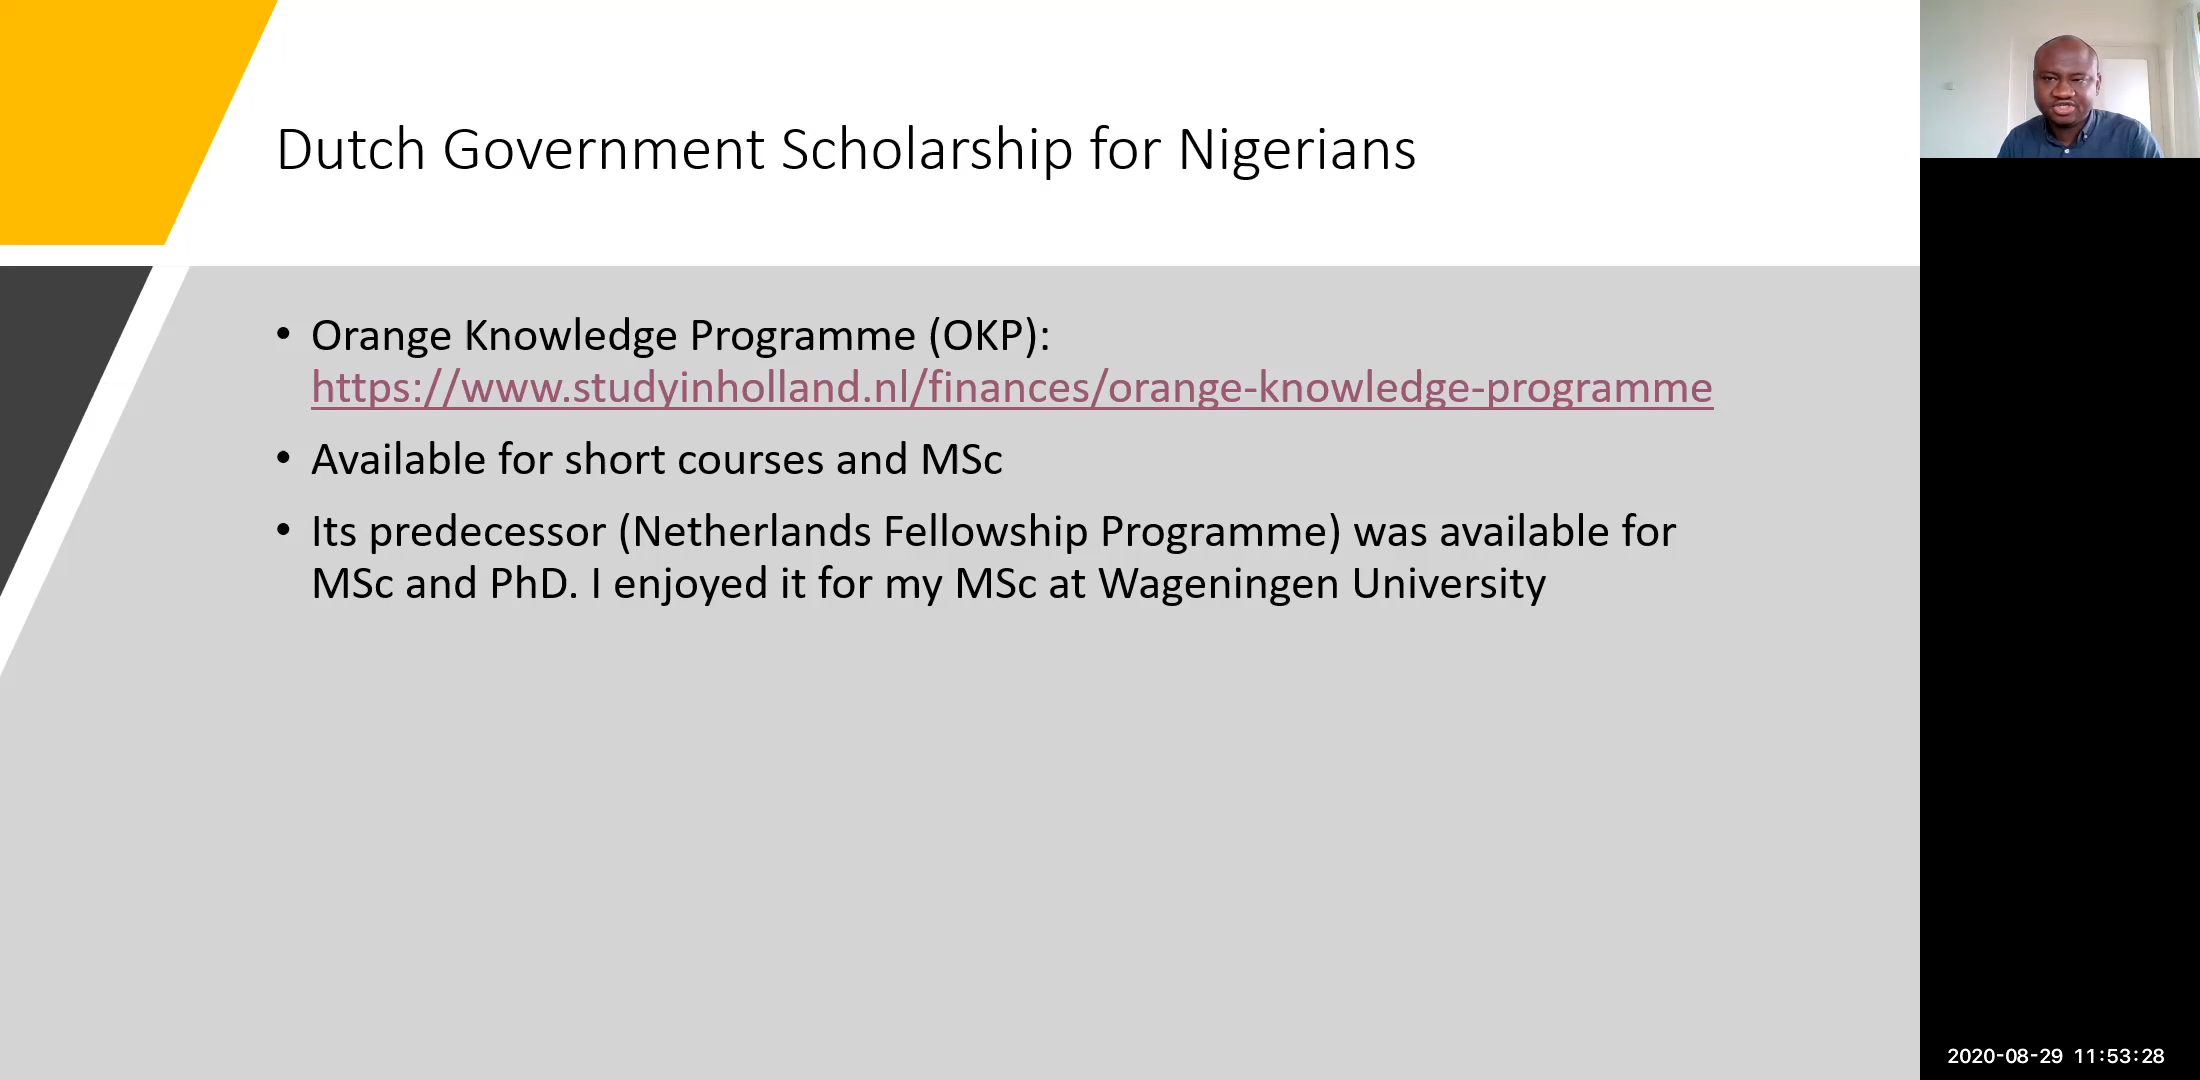 Dutch Government Scholarship for Nigerians
• Orange Knowledge Programme (OKP):
https://www.studyinholland.nl/finances/orange-knowledge-programme
• Available for short courses and MSc
• Its predecessor (Netherlands Fellowship Programme) was available for
MSc and PhD. I enjoyed it for my MSc at Wageningen University
2020-08-29 11:53:28